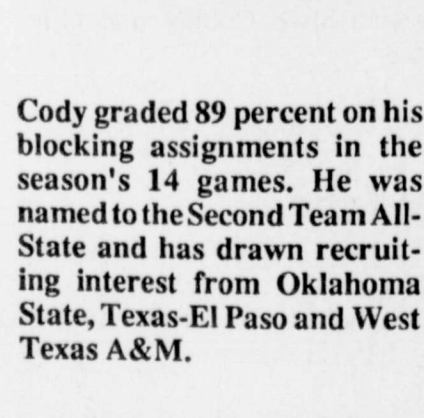 Cody graded 89 percent on his
blocking assignments in the
season's 14 games. He was
named to the Second Team All-
State and has drawn recruit-
ing interest from Oklahoma
State, Texas-El Paso and West
Texas A&M.